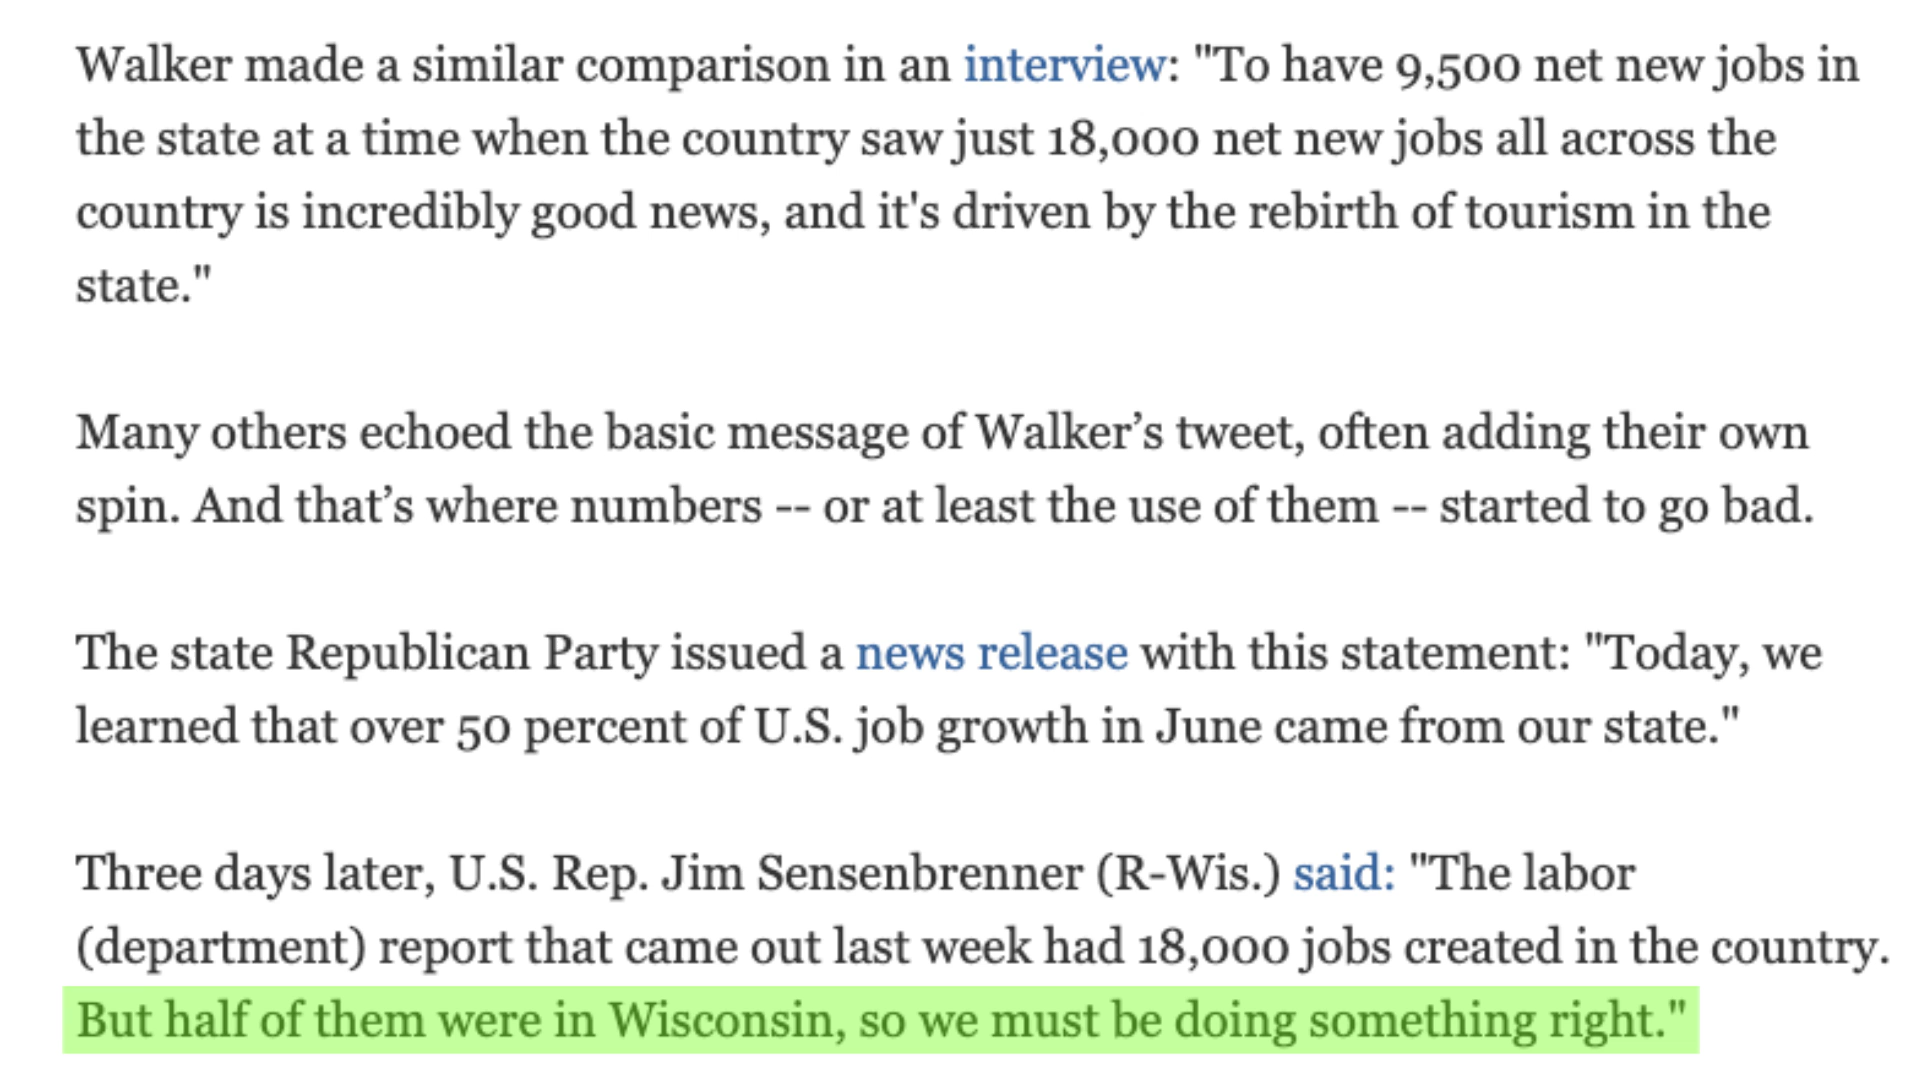 Walker made a similar comparison in an interview: "To have 9,500 net new jobs in
the state at a time when the country saw just 18,000 net new jobs all across the
country is incredibly good news, and it's driven by the rebirth of tourism in the
state."
Many others echoed the basic message of Walker’s tweet, often adding their own
spin. And that’s where numbers -- or at least the use of them -- started to go bad.
The state Republican Party issued a news release with this statement: "Today, we
learned that over 50 percent of U.S. job growth in June came from our state."
Three days later, U.S. Rep. Jim Sensenbrenner (R-Wis.) said: "The labor
(department) report that came out last week had 18,000 jobs created in the country.
But half of them were in Wisconsin, so we must be doing something right."